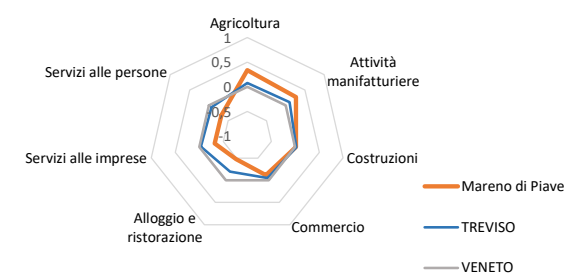 Agricoltura
1
0,5
0
0,5
-1
Attività
manifatturiere
Costruzioni
Commercio
Alloggio e
ristorazione
Servizi alle imprese
Servizi alle persone
Mareno di Piave
TREVISO
VENETO